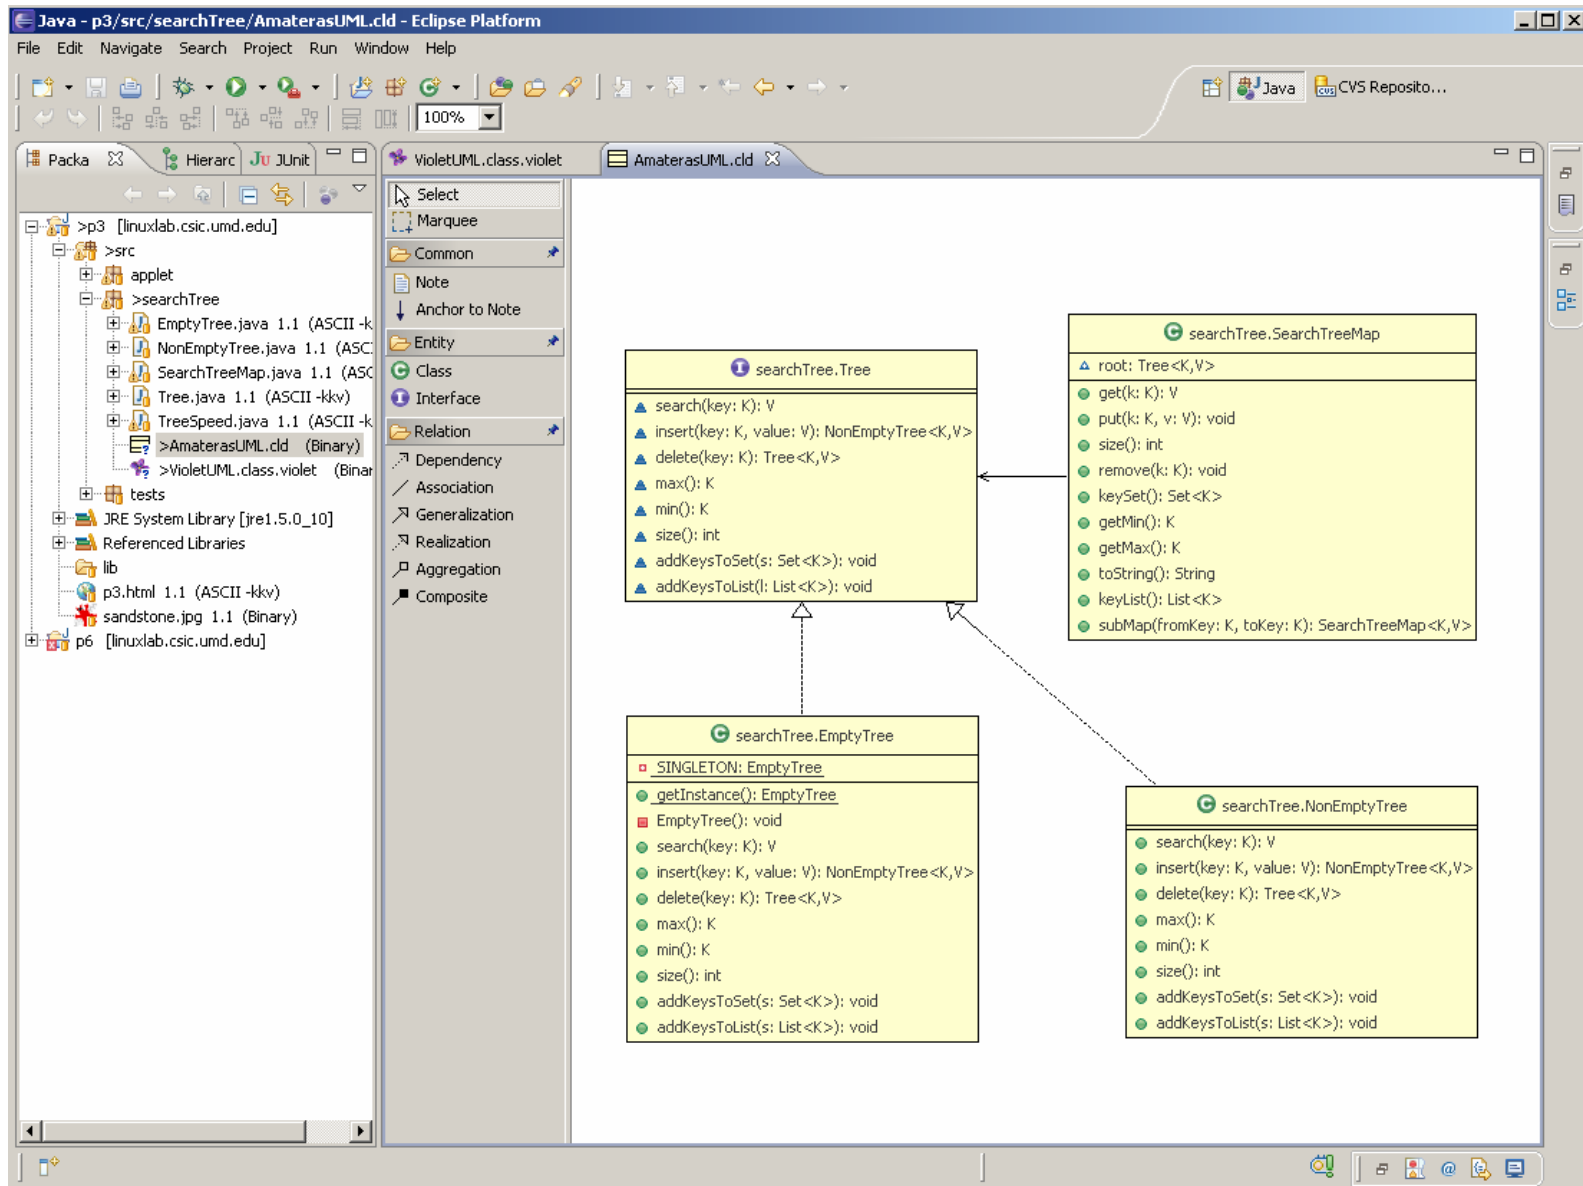 Java - p3/src/searchTree/AmaterasUML.cld - Eclipse Platform
File Edit Navigate Search Project Run Window Help
Java
CVS Reposito...
100%
Packa
Hierarc
JUnit
VioletUML.class.violet
AmaterasUML.cld
>p3 [linuxlab.csic.umd.edu]
>src
applet
>searchTree
EmptyTree.java 1.1 (ASCII -k
NonEmptyTree.java 1.1 (ASC
SearchTreeMap.java 1.1 (ASC
Tree.java 1.1 (ASCII -kkv)
TreeSpeed.java 1.1 (ASCII -k
>AmaterasUML.cld (Binary)
>VioletUML.class.violet (Binar
tests
JRE System Library [jre1.5.0_10]
Referenced Libraries
lib
p3.html 1.1 (ASCII -kkv)
sandstone.jpg 1.1 (Binary)
p6 [linuxlab.csic.umd.edu]
Select
Marquee
Common
Note
Anchor to Note
Entity
Class
Interface
Relation
Dependency
Association
Generalization
Realization
Aggregation
Composite
searchTree.Tree
search(key: K): V
insert(key: K, value: V): NonEmptyTree<K,V>
delete(key: K): Tree<K,V>
max(): K
min(): K
size(): int
addKeysToSet(s: Set<K>): void
addKeysToList(l: List<K>): void
searchTree.SearchTreeMap
root: Tree<K,V>
get(k: K): V
put(k: K, v: V): void
size(): int
remove(k: K): void
keySet(): Set<K>
getMin(): K
getMax(): K
toString(): String
keyList(): List<K>
subMap(fromKey: K, toKey: K): SearchTreeMap<K,V>
searchTree.EmptyTree
SINGLETON: EmptyTree
getInstance(): EmptyTree
EmptyTree(): void
search(key: K): V
insert(key: K, value: V): NonEmptyTree<K,V>
delete(key: K): Tree<K,V>
max(): K
min(): K
size(): int
addKeysToSet(s: Set<K>): void
addKeysToList(s: List<K>): void
searchTree.NonEmptyTree
search(key: K): V
insert(key: K, value: V): NonEmptyTree<K,V>
delete(key: K): Tree<K,V>
max(): K
min(): K
size(): int
addKeysToSet(s: Set<K>): void
addKeysToList(s: List<K>): void